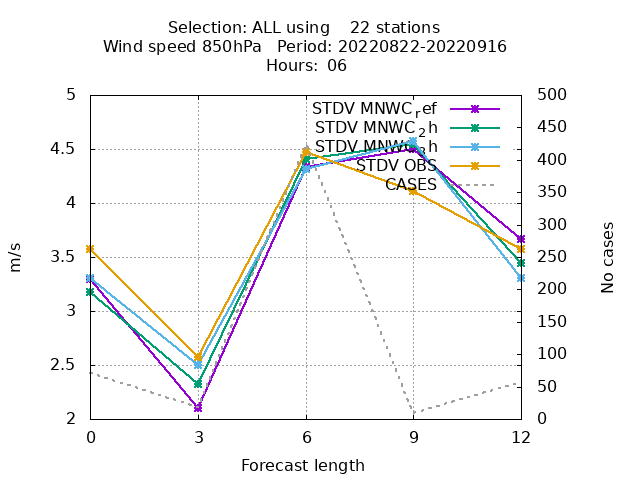 Selection: ALL using 22 stations
Wind speed 850hPa Period: 20220822-20220916
Hours: 06
5
4.5
4
3.5
3
2.5
2
500
450
400
350
300
250
200
150
100
50
0
STDV MNWC_ref
STDV MNWC_2h
STDV MNWC_3h
STDV OBS
CASES
m/s
No cases
0 3 6 9 12
Forecast length